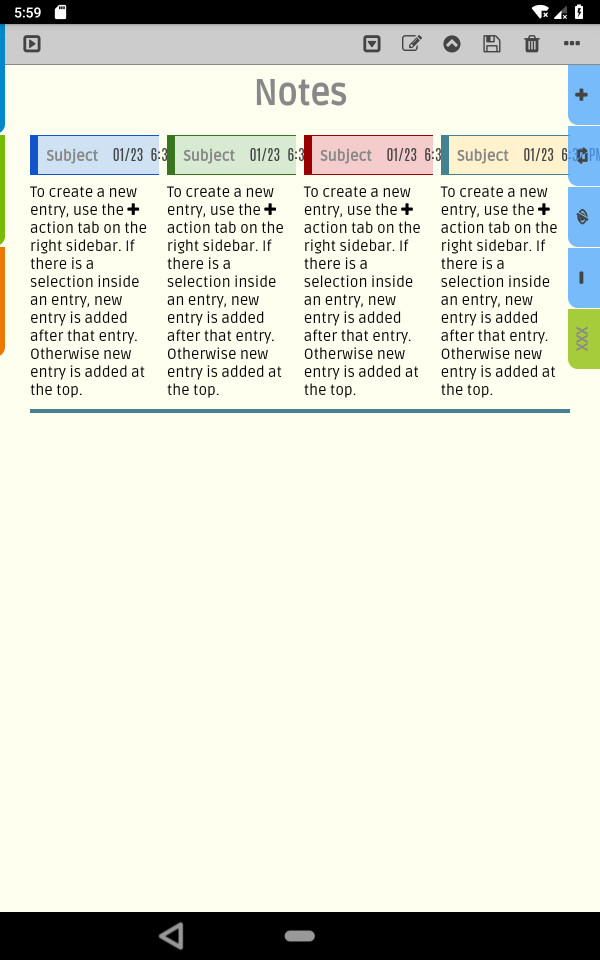 5:59
Notes
Subject 01/23 6:3
To create a new
entry, use the ✚
action tab on the
right sidebar. If
there is a
selection inside
an entry, new
entry is added
after that entry.
Otherwise new
entry is added at
the top.
Subject 01/23 6:3
To create a new
entry, use the ✚
action tab on the
right sidebar. If
there is a
selection inside
an entry, new
entry is added
after that entry.
Otherwise new
entry is added at
the top.
Subject 01/23 6:3
To create a new
entry, use the ✚
action tab on the
right sidebar. If
there is a
selection inside
an entry, new
entry is added
after that entry.
Otherwise new
entry is added at
the top.
Subject 01/23
To create a new
entry, use the ✚
action tab on the
right sidebar. If
there is a
selection inside
an entry, new
entry is added
after that entry.
Otherwise new
entry is added at
the top.